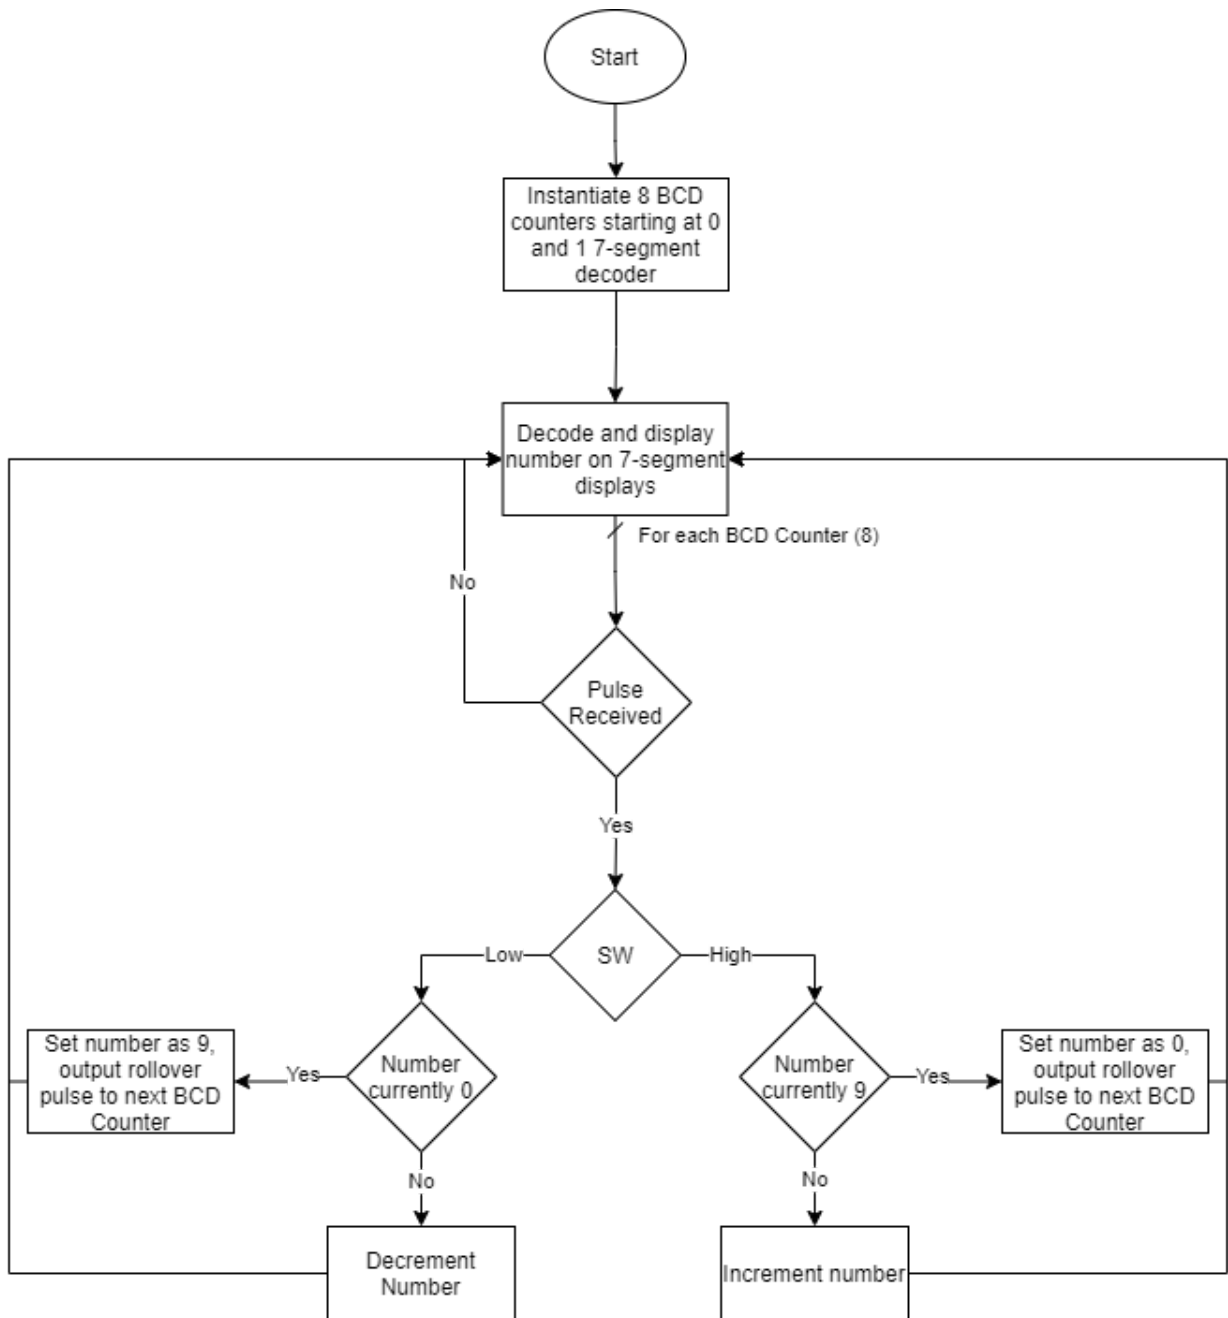 Start
Instantiate 8 BCD
counters starting at 0
and 1 7-segment
decoder
Decode and display
number on 7-segment
displays
For each BCD Counter (8)
No
Pulse
Received
Yes
Low
SW
High
Set number as 9,
output rollover
pulse to next BCD
Counter
Yes
Number
currently 0
Number
currently 9
Yes
Set number as 0,
output rollover
pulse to next BCD
Counter
No
No
Decrement
Number
Increment number